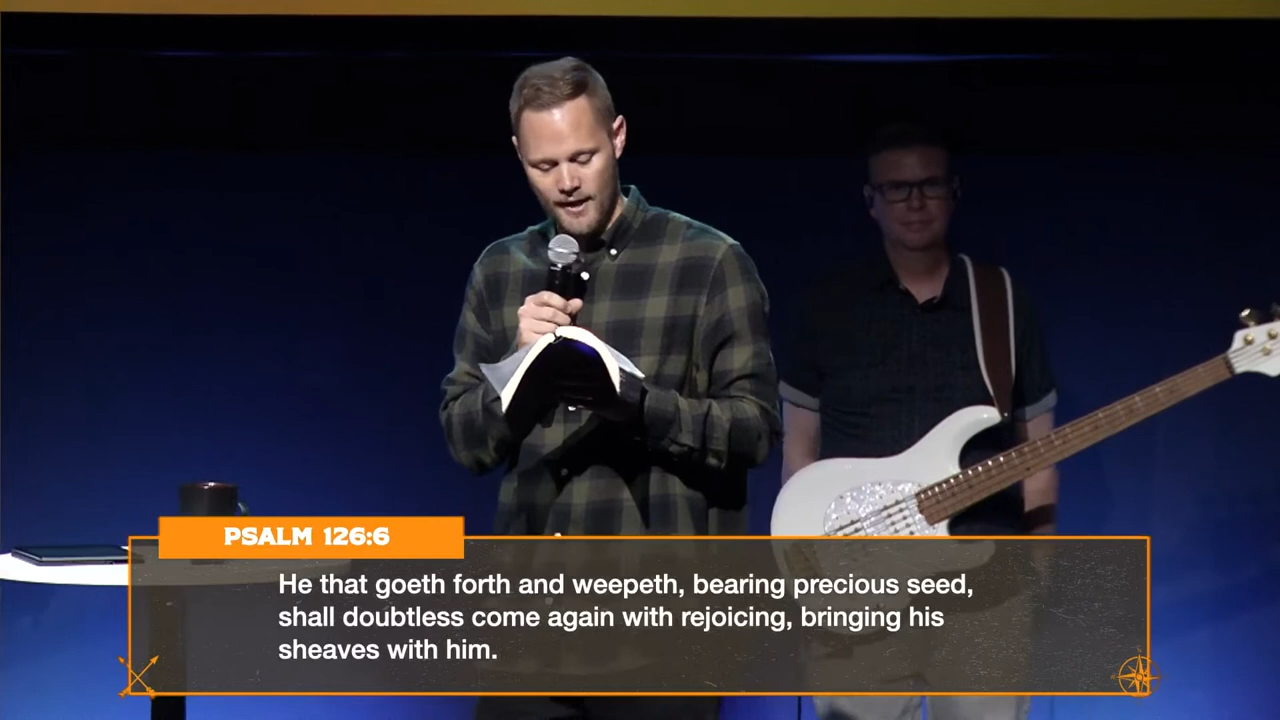 PSALM 126:6
He that goeth forth and weepeth, bearing precious seed,
shall doubtless come again with rejoicing, bringing his
sheaves with him.